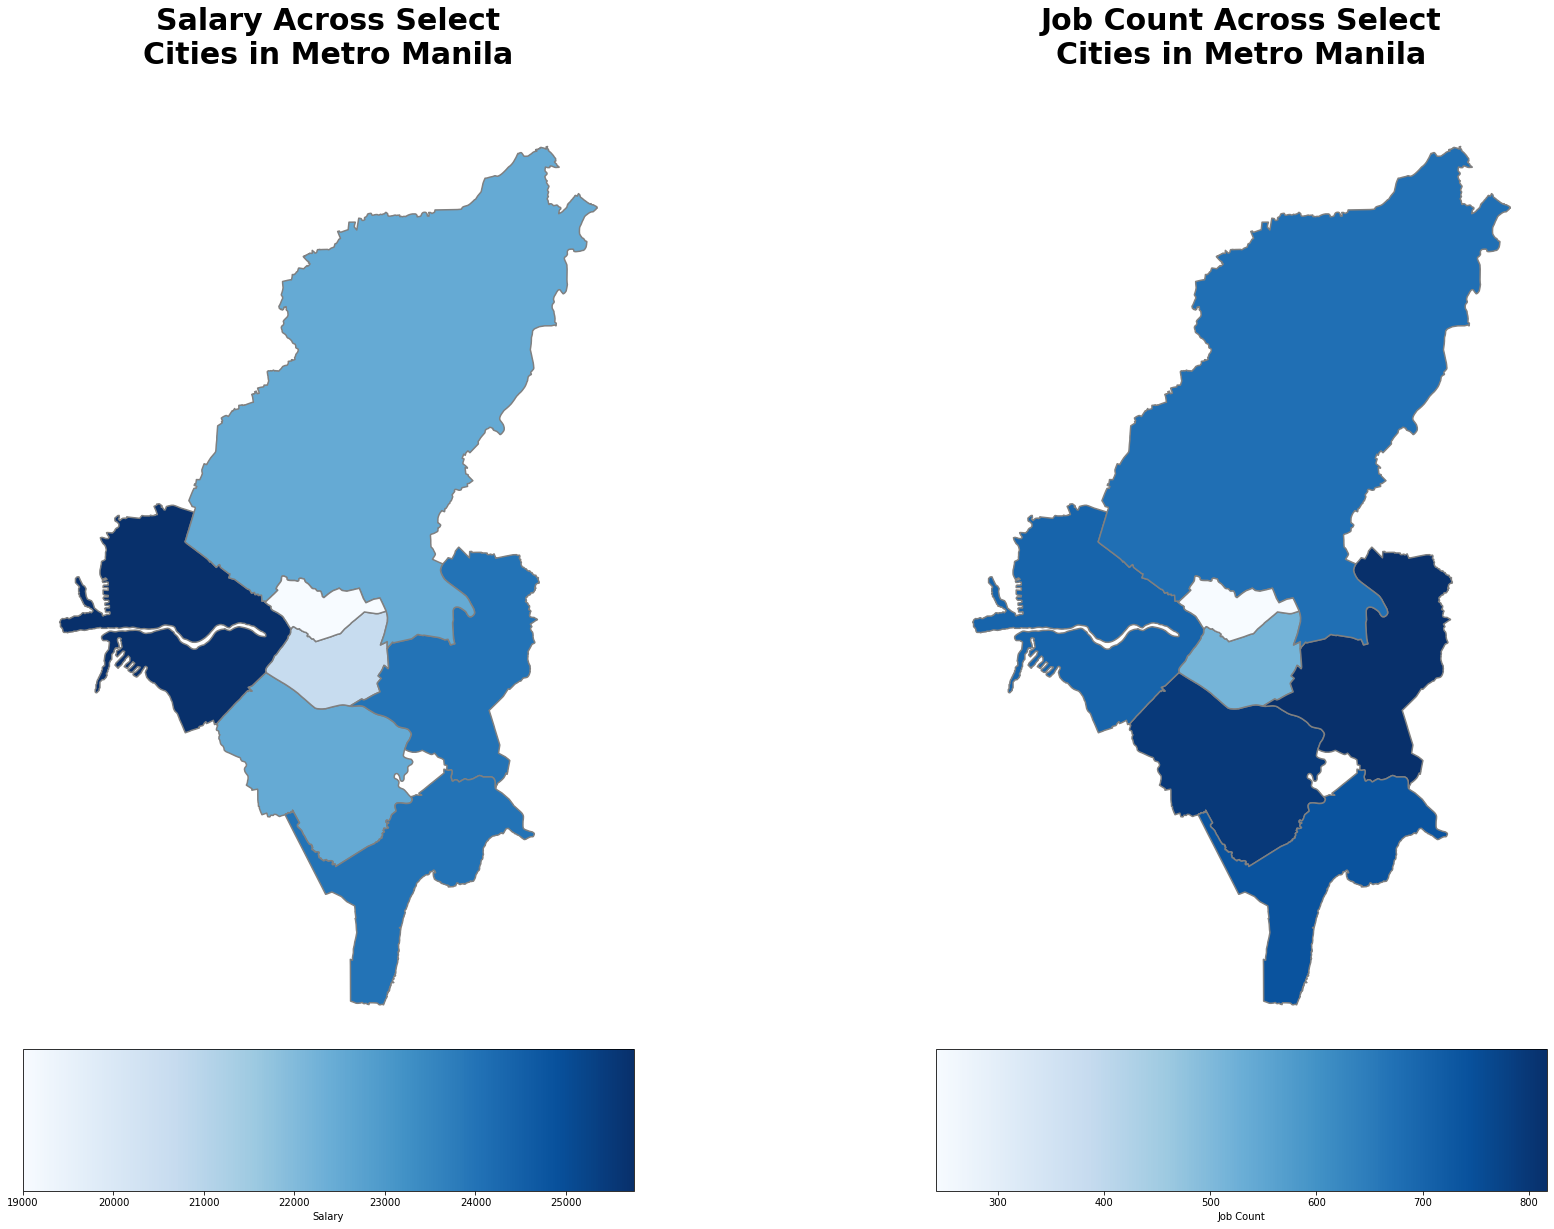 Salary Across Select
Cities in Metro Manila
19000 20000 21000 22000 23000 24000 25000
Salary
Job Count Across Select
Cities in Metro Manila
300 400 500 600 700 800
Job Count